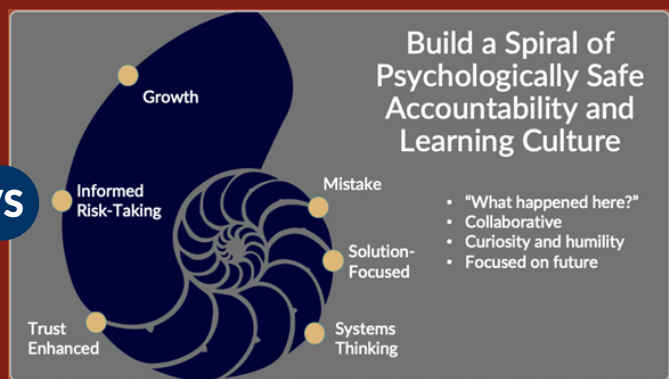 Build a Spiral of
Psychologically Safe
Accountability and
Learning Culture
Growth
Informed
Risk-Taking
Trust
Enhanced
Mistake
Solution-
Focused
Systems
Thinking
• "What happened here?"
• Collaborative
• Curiosity and humility
• Focused on future
VS